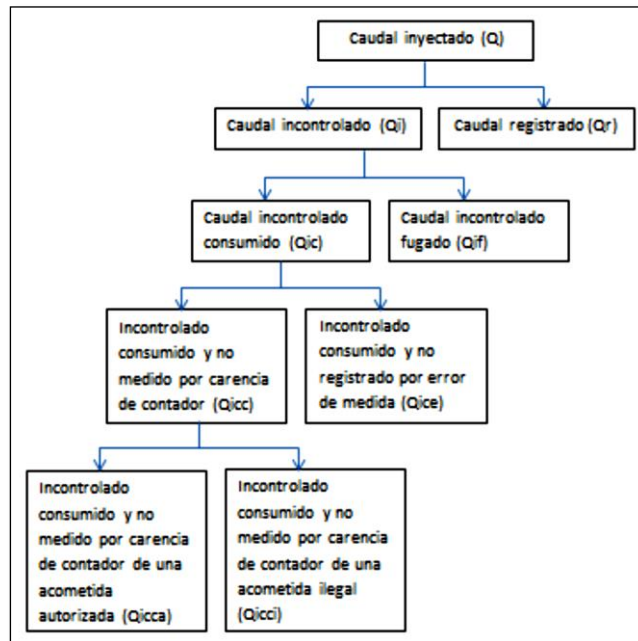 Caudal inyectado (Q)
Caudal incontrolado (Qi)
Caudal registrado (Qr)
Caudal incontrolado
consumido (Qic)
Caudal incontrolado
fugado (Qif)
Incontrolado
consumido y no
medido por carencia
de contador (Qicc)
Incontrolado
consumido y no
registrado por error
de medida (Qice)
Incontrolado
consumido y no
medido por carencia
de contador de una
acometida
autorizada (Qicca)
Incontrolado
consumido y no
medido por carencia
de contador de una
acometida ilegal
(Qicci)